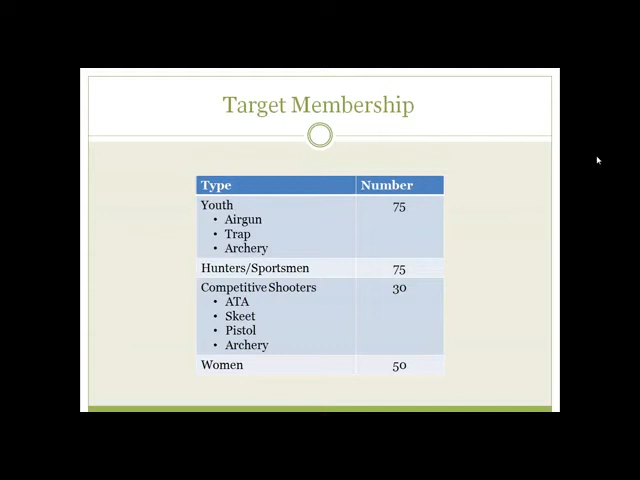 Target Membership
Type Number
Youth 75
• Airgun
• Trap
• Archery
Hunters/Sportsmen 75
Competitive Shooters 30
• ATA
• Skeet
• Pistol
• Archery
Women 50